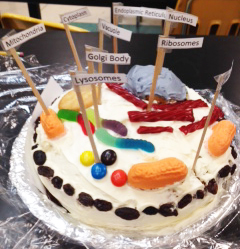 Cytoplasm
Vacuole
Endoplasmic Reticulum
Nucleus
Mitochondria
Ribosomes
Golgi Body
Lysosomes